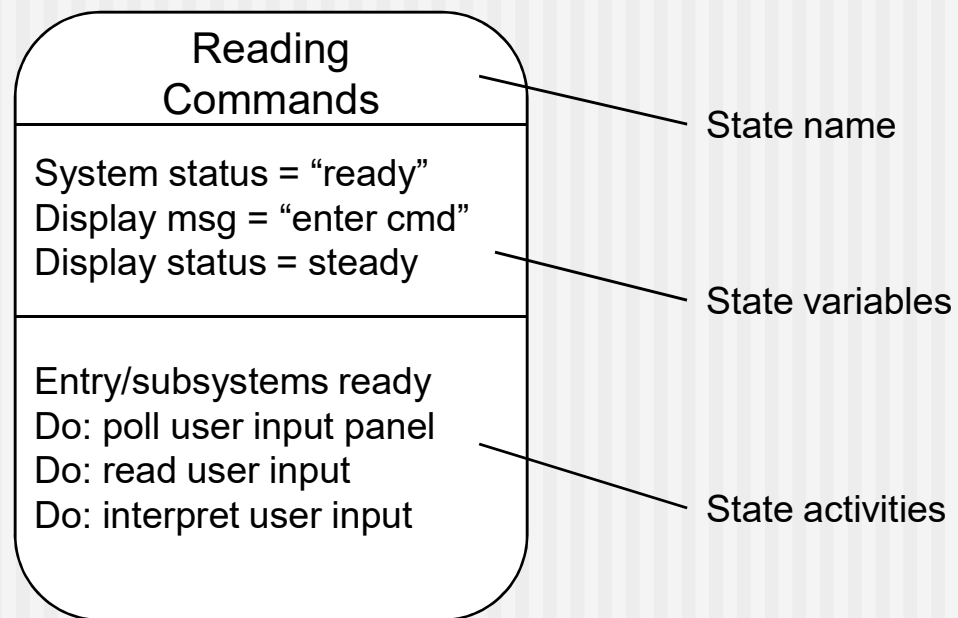 Reading
Commands
State name
System status = “ready”
Display msg = “enter cmd”
Display status = steady
State variables
Entry/subsystems ready
Do: poll user input panel
Do: read user input
Do: interpret user input
State activities